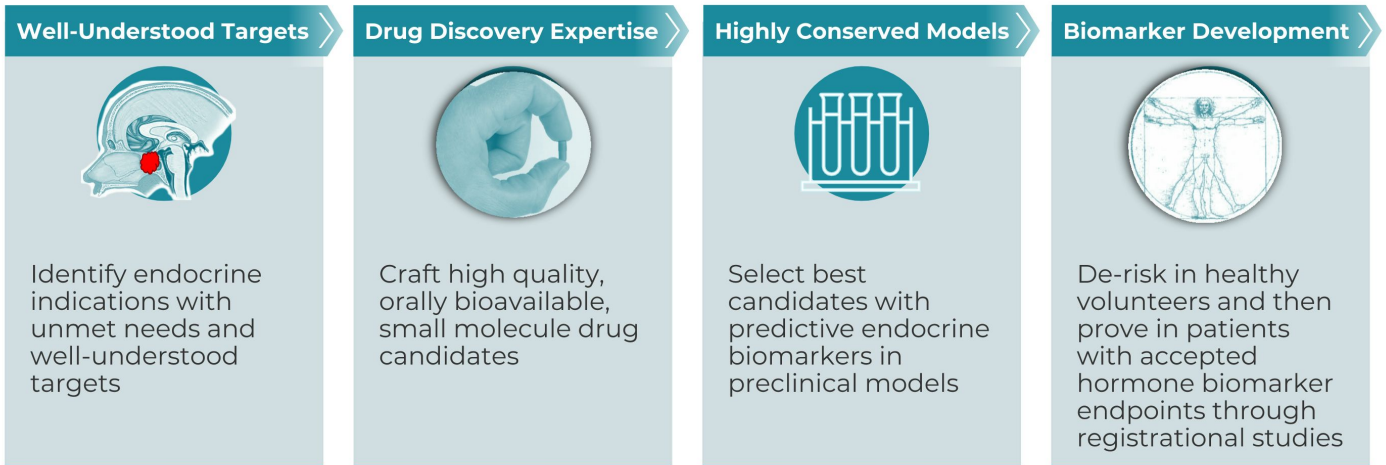 Well-Understood Targets
Identify endocrine
indications with
unmet needs and
well-understood
targets
Drug Discovery Expertise
Craft high quality,
orally bioavailable,
small molecule drug
candidates
Highly Conserved Models
Select best
candidates with
predictive endocrine
biomarkers in
preclinical models
Biomarker Development
De-risk in healthy
volunteers and then
prove in patients
with accepted
hormone biomarker
endpoints through
registrational studies